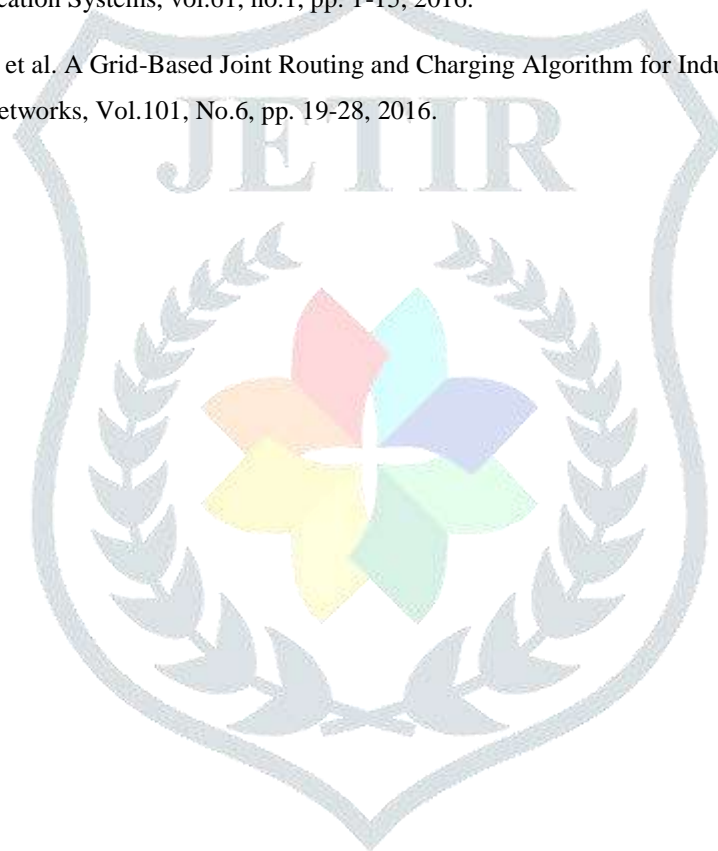 cation Systems, vol.61, no.1, pp. 1-15, 2016.
et al. A Grid-Based Joint Routing and Charging Algorithm for Indu
etworks, Vol.101, No.6, pp. 19-28, 2016.
JETIR